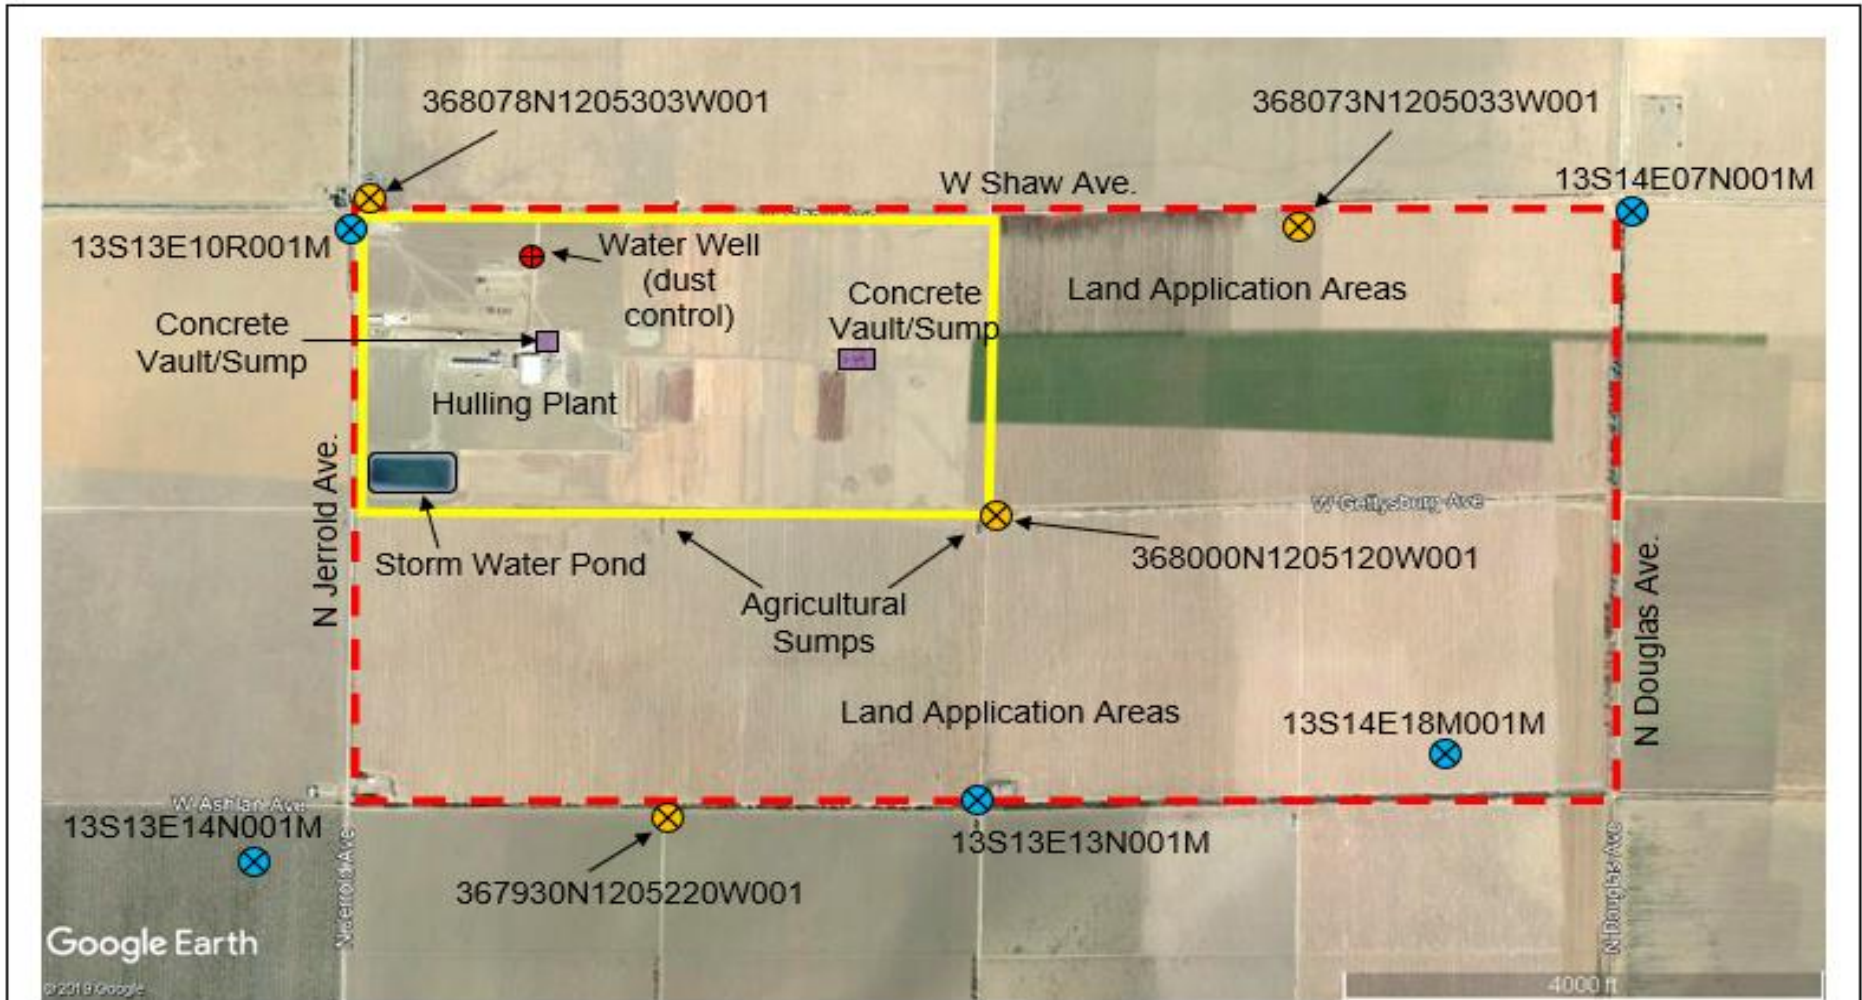 368078N1205303W001
368073N1205033W001
W Shaw Ave.
13S14E07N001M
13S13E10R001M
Water Well
(dust
control)
Land Application Areas
Concrete
Vault/Sump
Concrete
Vault/Sump
Hulling Plant
N Jerrold Ave.
W Gettysburg Ave
Storm Water Pond
368000N1205120W001
Agricultural
Sumps
N Douglas Ave.
Land Application Areas
13S14E18M001M
W Ashlan Ave
13S13E14N001M
13S13E13N001M
N Jerrold Ave
367930N1205220W001
N Douglas Ave
Google Earth
©2019 Google
4000 ft